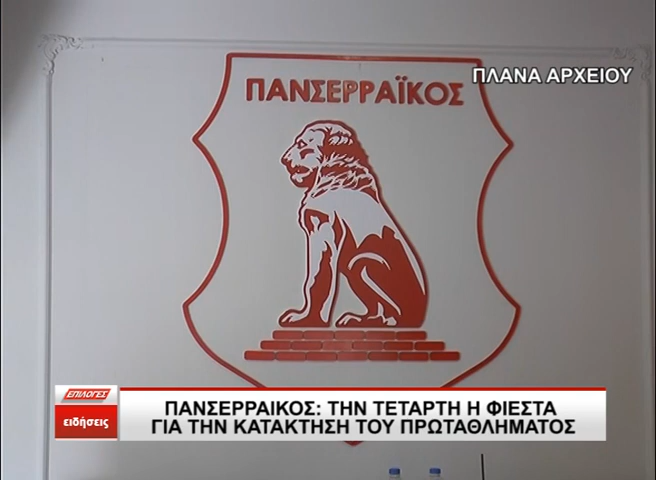 ΠΛΑΝΑ ΑΡΧΕΙΟΥ
ΠΑΝΣΕΡΡΑΪΚΟΣ
ΕΠΙΛΟΓΕΣ
ειδήσεις
ΠΑΝΣΕΡΡΑΙΚΟΣ: ΤΗΝ ΤΕΤΑΡΤΗ Η ΦΙΕΣΤΑ
ΓΙΑ ΤΗΝ ΚΑΤΑΚΤΗΣΗ ΤΟΥ ΠΡΩΤΑΘΛΗΜΑΤΟΣ